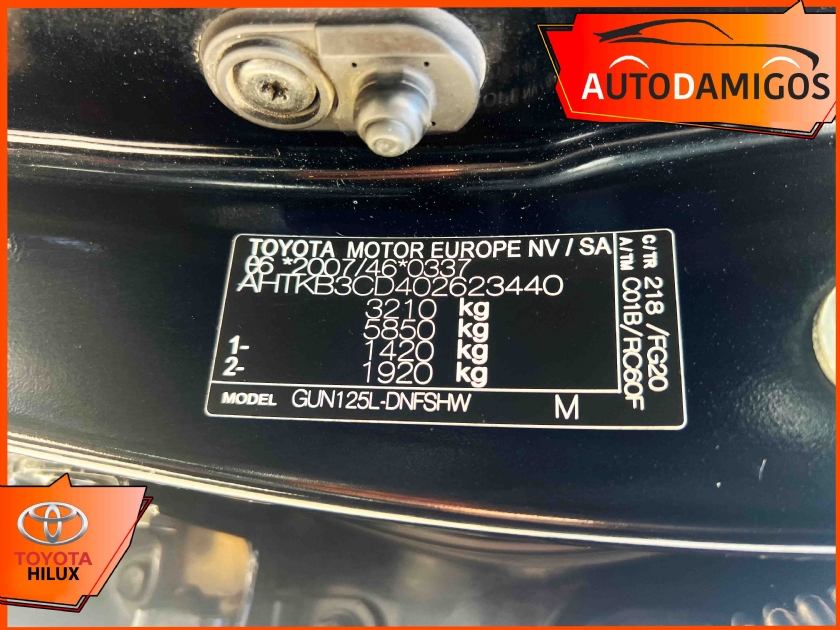 AUTODAMIGOS
TOYOTA MOTOR EUROPE NV / SA
06 *2007/46*0337
AHTKB3CD402623440
3210 kg
5850 kg
1- 1420 kg
2- 1920 kg
MODEL GUN125L-DNFSHW M
C/TR 218 /FG20
A/TM C01B/RC60F
TOYOTA
HILUX